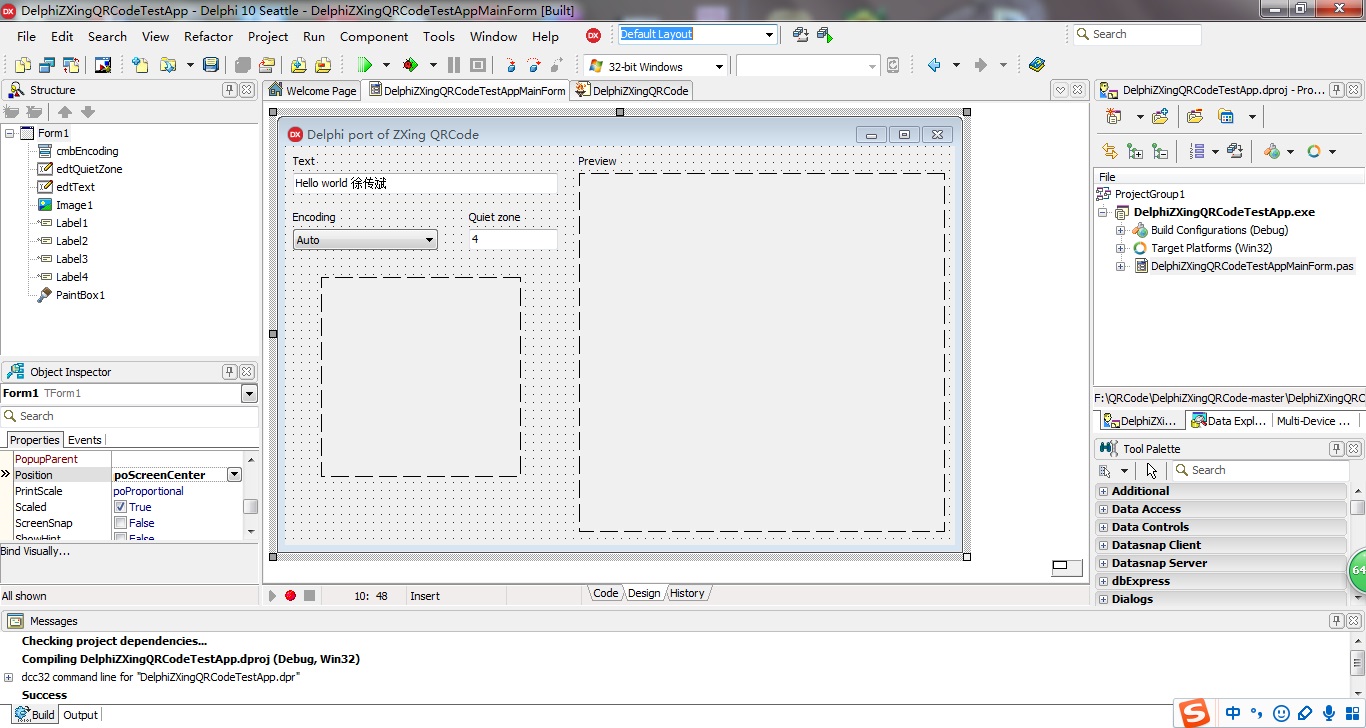 DelphiZXingQRCodeTestApp - Delphi 10 Seattle - DelphiZXingQRCodeTestAppMainForm [Built]
File Edit Search View Refactor Project Run Component Tools Window Help Default Layout Search
32-bit Windows
Structure
Form1
cmbEncoding
edtQuietZone
edtText
Image1
Label1
Label2
Label3
Label4
PaintBox1
Object Inspector
Form1 TForm1
Search
Properties Events
PopupParent
Position poScreenCenter
PrintScale poProportional
Scaled True
ScreenSnap False
ShowHint False
Bind Visually...
All shown
Welcome Page DelphiZXingQRCodeTestAppMainForm DelphiZXingQRCode
Delphi port of ZXing QRCode
Text
Hello world 徐传斌
Encoding Quiet zone
Auto 4
Preview
10: 48 Insert
Code Design History
DelphiZXingQRCodeTestApp.dproj - Pro...
File
ProjectGroup1
DelphiZXingQRCodeTestApp.exe
Build Configurations (Debug)
Target Platforms (Win32)
DelphiZXingQRCodeTestAppMainForm.pas
F:\QRCode\DelphiZXingQRCode-master\DelphiZXingQRC
DelphiZXi... Data Expl... Multi-Device ...
Tool Palette
Search
Additional
Data Access
Data Controls
Datasnap Client
Datasnap Server
dbExpress
Dialogs
64
Messages
Checking project dependencies...
Compiling DelphiZXingQRCodeTestApp.dproj (Debug, Win32)
dcc32 command line for "DelphiZXingQRCodeTestApp.dpr"
Success
Build Output
中